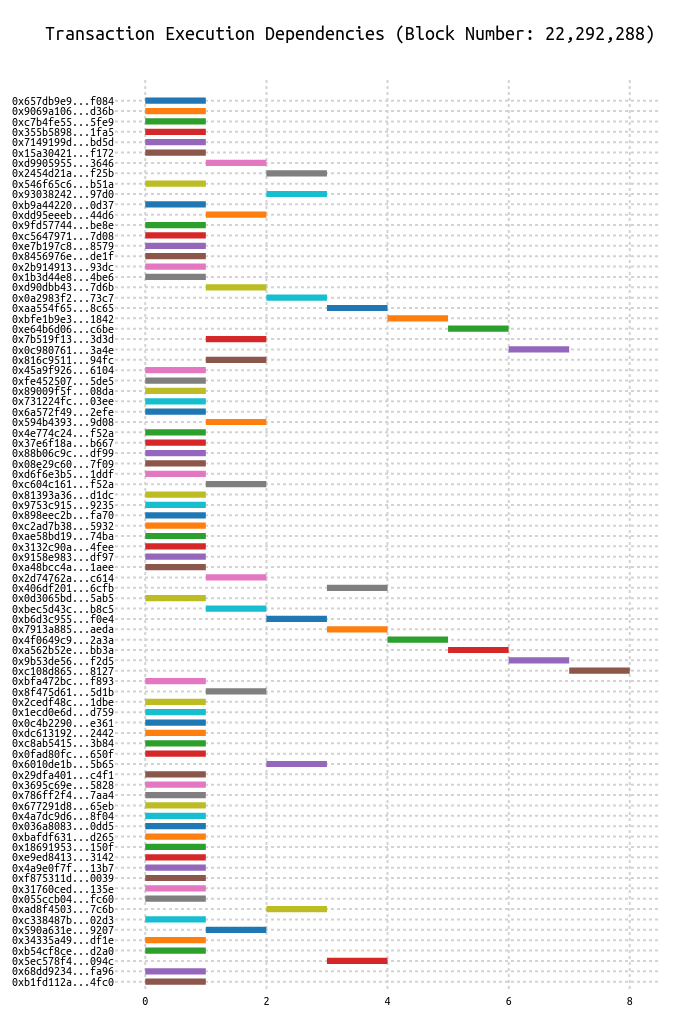 Transaction Execution Dependencies (Block Number: 22,292,288)
0x657db9e9...f084
0x9069a106...d36b
0xc7b4fe55...5fe9
0x355b5898...1fa5
0x7149199d...bd5d
0x15a30421...f172
0xd9905955...3646
0x2454d21a...f25b
0x546f65c6...b51a
0x93038242...97d0
0xb9a44220...0d37
0xdd95eeeb...44d6
0x9fd57744...be8e
0xc5647971...7d08
0xe7b197c8...8579
0x8456976e...de1f
0x2b914913...93dc
0x1b3d44e8...4be6
0xd90dbb43...7d6b
0x0a2983f2...73c7
0xaa554f65...8c65
0xbfe1b9e3...1842
0xe64b6d06...c6be
0x7b519f13...3d3d
0x0c980761...3a4e
0x816c9511...94fc
0x45a9f926...6104
0xfe452507...5de5
0x89009f5f...08da
0x731224fc...03ee
0x6a572f49...2efe
0x594b4393...9d08
0x4e774c24...f52a
0x37e6f18a...b667
0x88b06c9c...df99
0x08e29c60...7f09
0xd6f6e3b5...1ddf
0xc604c161...f52a
0x81393a36...d1dc
0x9753c915...9235
0x898eec2b...fa70
0xc2ad7b38...5932
0xae58bd19...74ba
0x3132c90a...4fee
0x9158e983...df97
0xa48bcc4a...1aee
0x2d74762a...c614
0x406df201...6cfb
0x0d3065bd...5ab5
0xbec5d43c...b8c5
0xb6d3c955...f0e4
0x7913a885...aeda
0x4f0649c9...2a3a
0xa562b52e...bb3a
0x9b53de56...f2d5
0xc108d865...8127
0xbfa472bc...f893
0x8f475d61...5d1b
0x2cedf48c...1dbe
0x1ecd0e6d...d759
0x0c4b2290...e361
0xdc613192...2442
0xc8ab5415...3b84
0x0fad80fc...650f
0x6010de1b...5b65
0x29dfa401...c4f1
0x3695c69e...5828
0x786ff2f4...7aa4
0x677291d8...65eb
0x4a7dc9d6...8f04
0x036a8083...0dd5
0xbafdf631...d265
0x18691953...150f
0xe9ed8413...3142
0x4a9e0f7f...13b7
0xf875311d...0039
0x31760ced...135e
0x055ccb04...fc60
0xad8f4503...7c6b
0xc338487b...02d3
0x590a631e...9207
0x34335a49...df1e
0xb54cf8ce...d2a0
0x5ec578f4...094c
0x68dd9234...fa96
0xb1fd112a...4fc0
0 2 4 6 8